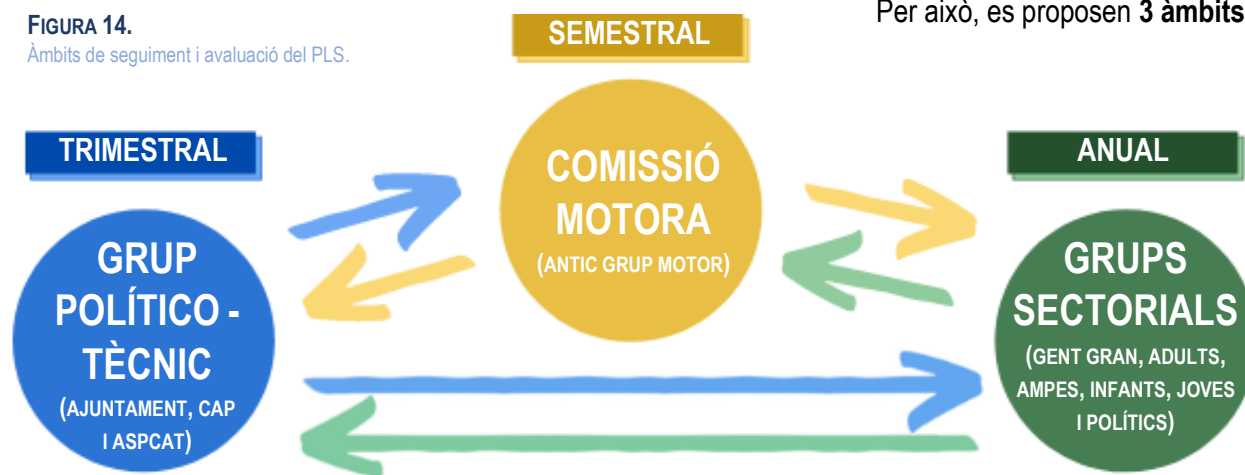 FIGURA 14.
Àmbits de seguiment i avaluació del PLS.
Per això, es proposen 3 àmbits
SEMESTRAL
TRIMESTRAL
ANUAL
COMISSIÓ
MOTORA
(ANTIC GRUP MOTOR)
GRUP
POLÍTICO -
TÈCNIC
(AJUNTAMENT, CAP
I ASPCAT)
GRUPS
SECTORIALS
(GENT GRAN, ADULTS,
AMPES, INFANTS, JOVES
I POLÍTICS)